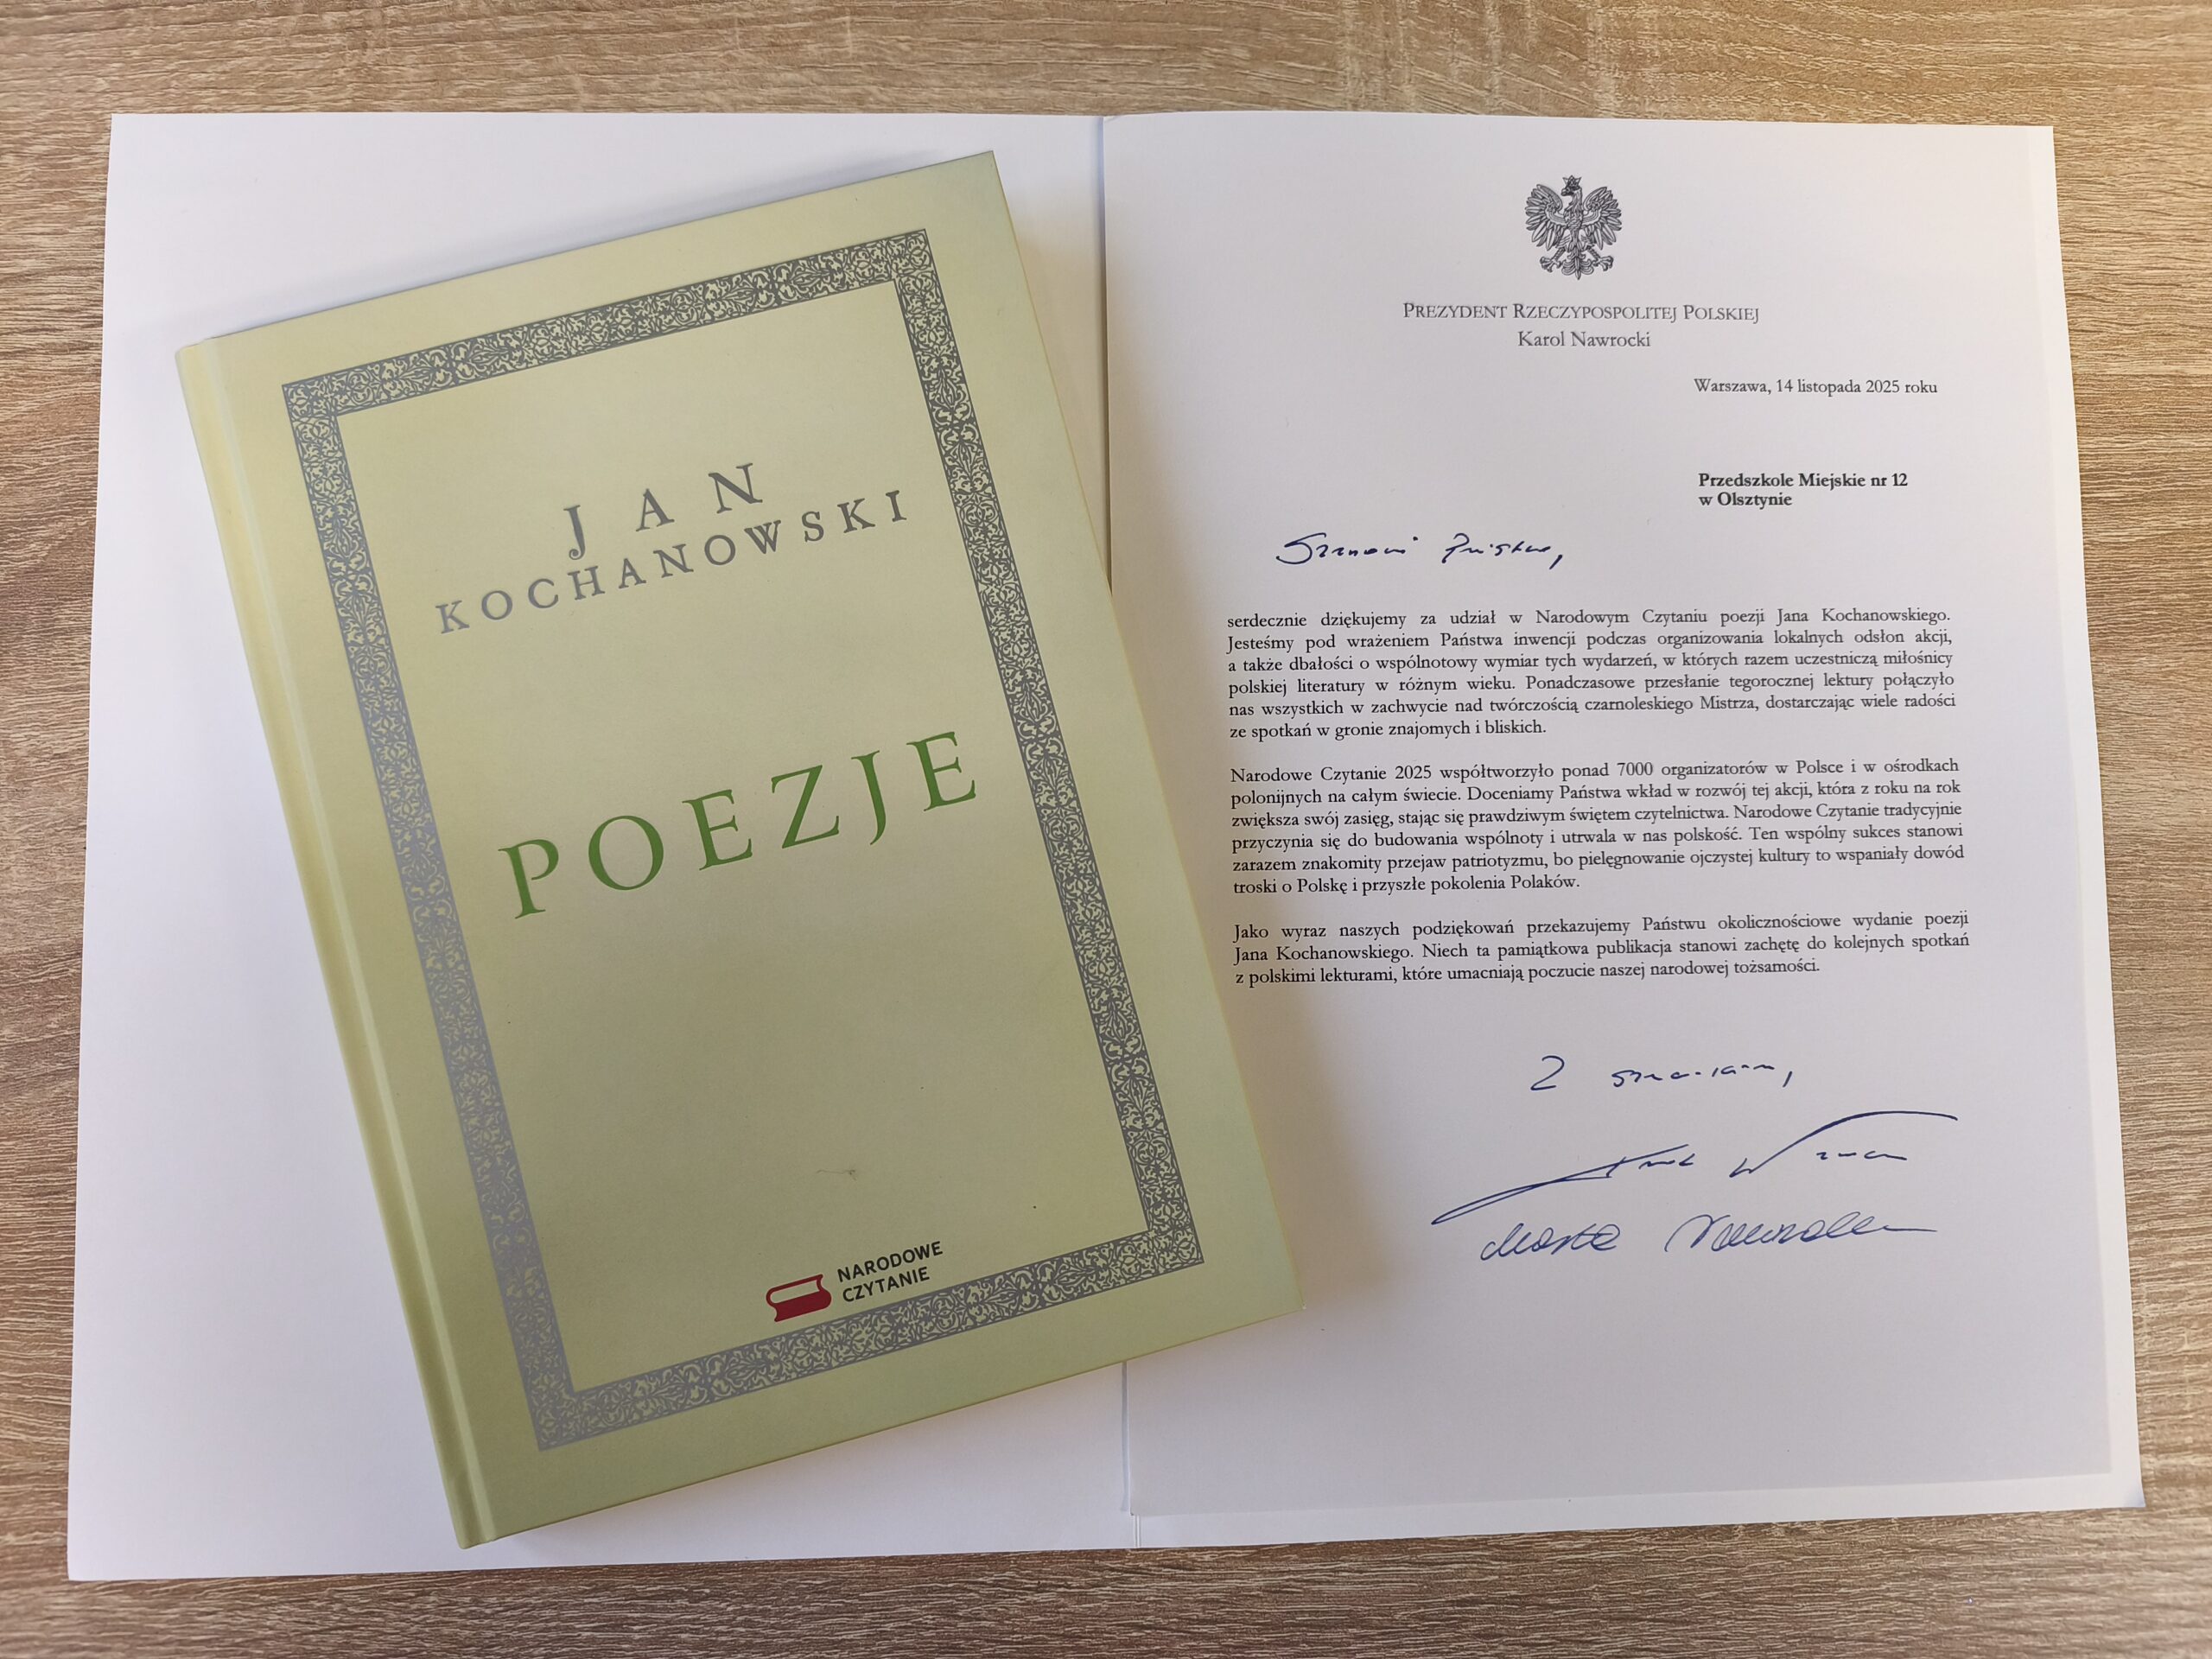 JAN
KOCHANOWSKI
POEZJE
NARODOWE
CZYTANIE
PREZYDENT RZECZYPOSPOLITEJ POLSKIEJ
Karol Nawrocki
Warszawa, 14 listopada 2025 roku
Przedszkole Miejskie nr 12
w Olsztynie
Szanowni Państwo,
serdecznie dziękujemy za udział w Narodowym Czytaniu poezji Jana Kochanowskiego.
Jesteśmy pod wrażeniem Państwa inwencji podczas organizowania lokalnych odsłon akcji,
a także dbałości o wspólnotowy wymiar tych wydarzeń, w których razem uczestniczą miłośnicy
polskiej literatury w różnym wieku. Ponadczasowe przesłanie tegorocznej lektury połączyło
nas wszystkich w zachwycie nad twórczością czarnoleskiego Mistrza, dostarczając wiele radości
ze spotkań w gronie znajomych i bliskich.
Narodowe Czytanie 2025 współtworzyło ponad 7000 organizatorów w Polsce i w ośrodkach
polonijnych na całym świecie. Doceniamy Państwa wkład w rozwój tej akcji, która z roku na rok
zwiększa swój zasięg, stając się prawdziwym świętem czytelnictwa. Narodowe Czytanie tradycyjnie
przyczynia się do budowania wspólnoty i utrwala w nas polskość. Ten wspólny sukces stanowi
zarazem znakomity przejaw patriotyzmu, bo pielęgnowanie ojczystej kultury to wspaniały dowód
troski o Polskę i przyszłe pokolenia Polaków.
Jako wyraz naszych podziękowań przekazujemy Państwu okolicznościowe wydanie poezji
Jana Kochanowskiego. Niech ta pamiątkowa publikacja stanowi zachętę do kolejnych spotkań
z polskimi lekturami, które umacniają poczucie naszej narodowej tożsamości.
Z szacunkiem,
Marta Nawrocka